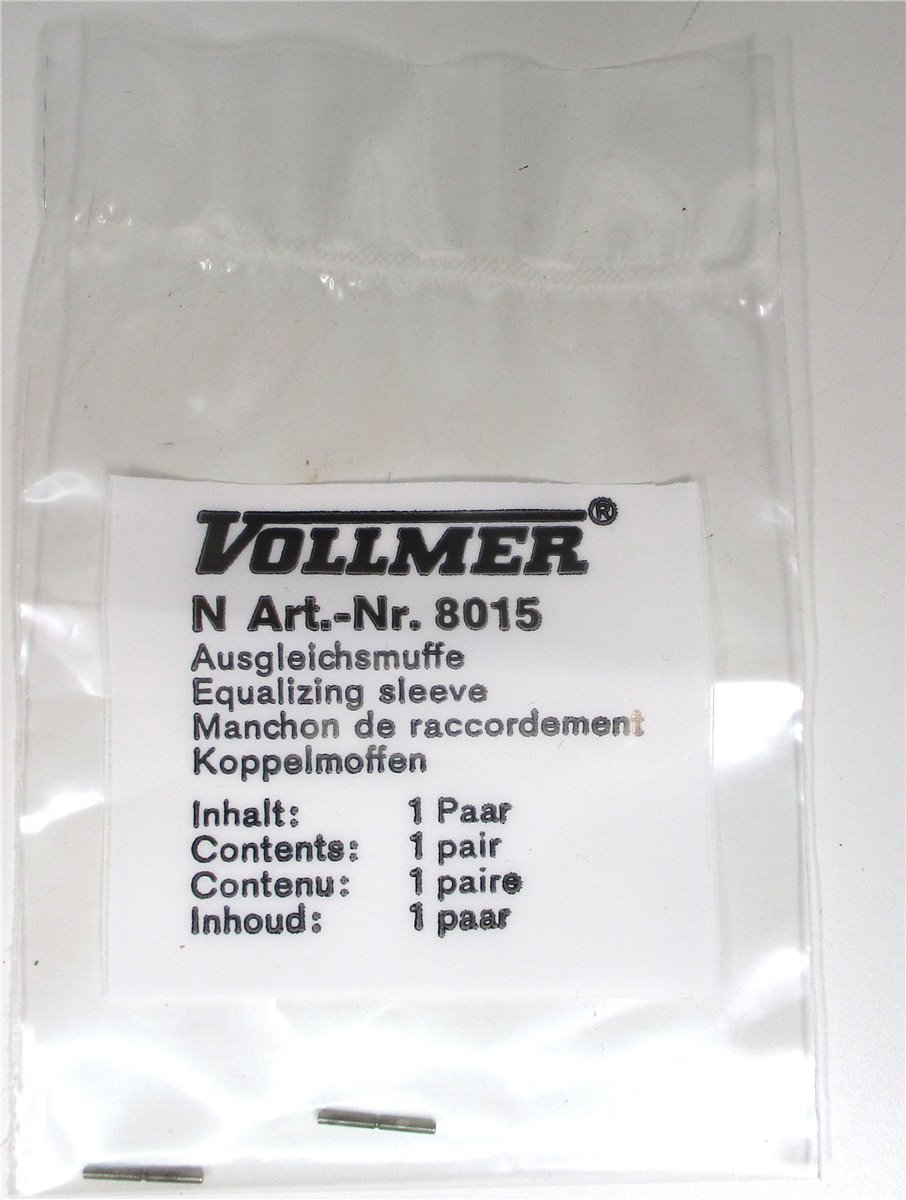 VOLLMER®
N Art.-Nr. 8015
Ausgleichsmuffe
Equalizing sleeve
Manchon de raccordement
Koppelmoffen
Inhalt: 1 Paar
Contents: 1 pair
Contenu: 1 paire
Inhoud: 1 paar